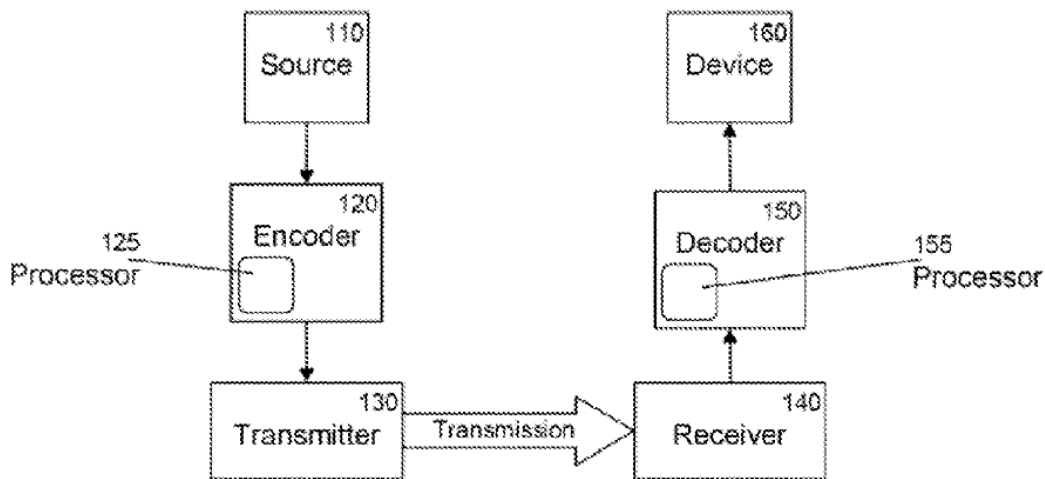 110
Source
160
Device
120
Encoder
125
Processor
150
Decoder
155
Processor
130
Transmitter
Transmission
140
Receiver